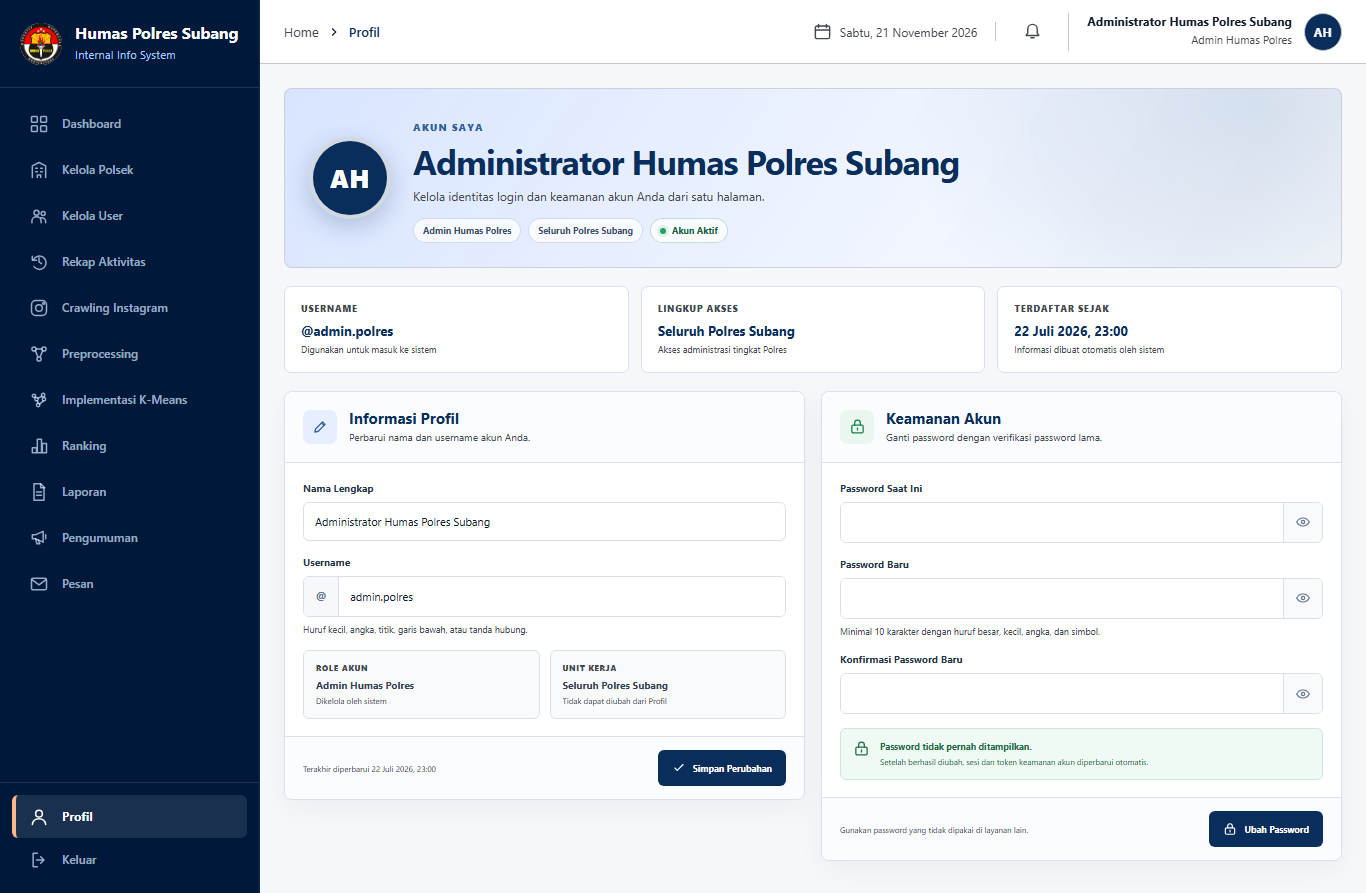 Humas Polres Subang
Internal Info System
Dashboard
Kelola Polsek
Kelola User
Rekap Aktivitas
Crawling Instagram
Preprocessing
Implementasi K-Means
Ranking
Laporan
Pengumuman
Pesan
Profil
Keluar
Home > Profil
Sabtu, 21 November 2026
Administrator Humas Polres Subang
Admin Humas Polres
AH
AH
AKUN SAYA
Administrator Humas Polres Subang
Kelola identitas login dan keamanan akun Anda dari satu halaman.
Admin Humas Polres
Seluruh Polres Subang
Akun Aktif
USERNAME
@admin.polres
Digunakan untuk masuk ke sistem
LINGKUP AKSES
Seluruh Polres Subang
Akses administrasi tingkat Polres
TERDAFTAR SEJAK
22 Juli 2026, 23:00
Informasi dibuat otomatis oleh sistem
Informasi Profil
Perbarui nama dan username akun Anda.
Nama Lengkap
Administrator Humas Polres Subang
Username
@ admin.polres
Huruf kecil, angka, titik, garis bawah, atau tanda hubung.
ROLE AKUN
Admin Humas Polres
Dikelola oleh sistem
UNIT KERJA
Seluruh Polres Subang
Tidak dapat diubah dari Profil
Terakhir diperbarui 22 Juli 2026, 23:00
Simpan Perubahan
Keamanan Akun
Ganti password dengan verifikasi password lama.
Password Saat Ini
Password Baru
Minimal 10 karakter dengan huruf besar, kecil, angka, dan simbol.
Konfirmasi Password Baru
Password tidak pernah ditampilkan.
Setelah berhasil diubah, sesi dan token keamanan akun diperbarui otomatis.
Gunakan password yang tidak dipakai di layanan lain.
Ubah Password